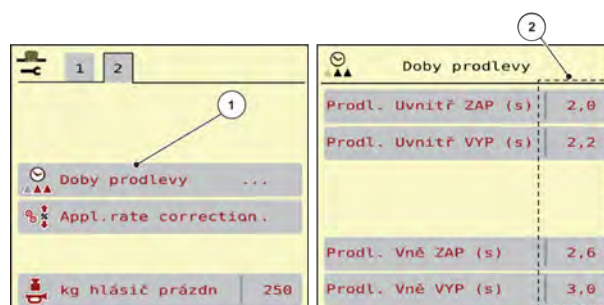 1 2
1
Doby prodlevy ...
Appl.rate correction.
kg hlásič prázdn 250
2
Doby prodlevy
Prodl. Uvnitř ZAP (s) 2,0
Prodl. Uvnitř VYP (s) 2,2
Prodl. Vně ZAP (s) 2,6
Prodl. Vně VYP (s) 3,0